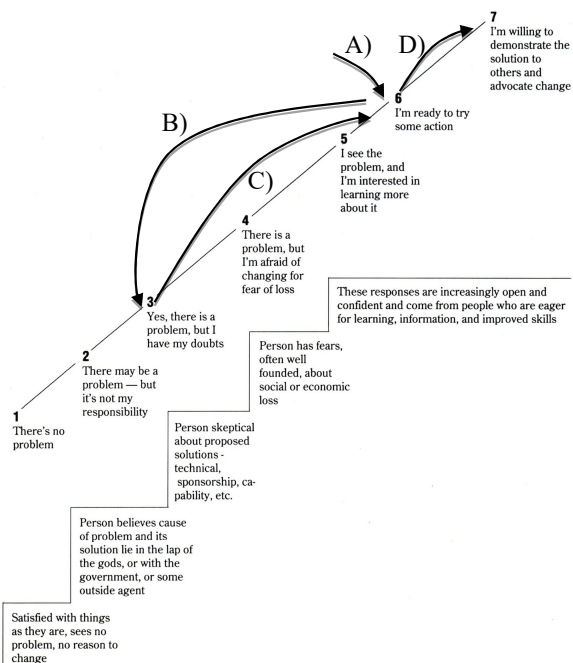 7
I'm willing to
demonstrate the
solution to
others and
advocate change
A)
D)
6
I'm ready to try
some action
B)
5
I see the
problem, and
I'm interested in
learning more
about it
C)
4
There is a
problem, but
I'm afraid of
changing for
fear of loss
3
Yes, there is a
problem, but I
have my doubts
2
There may be a
problem — but
it's not my
responsibility
1
There's no
problem
These responses are increasingly open and
confident and come from people who are eager
for learning, information, and improved skills
Person has fears,
often well
founded, about
social or economic
loss
Person skeptical
about proposed
solutions -
technical,
sponsorship, ca-
pability, etc.
Person believes cause
of problem and its
solution lie in the lap of
the gods, or with the
government, or some
outside agent
Satisfied with things
as they are, sees no
problem, no reason to
change